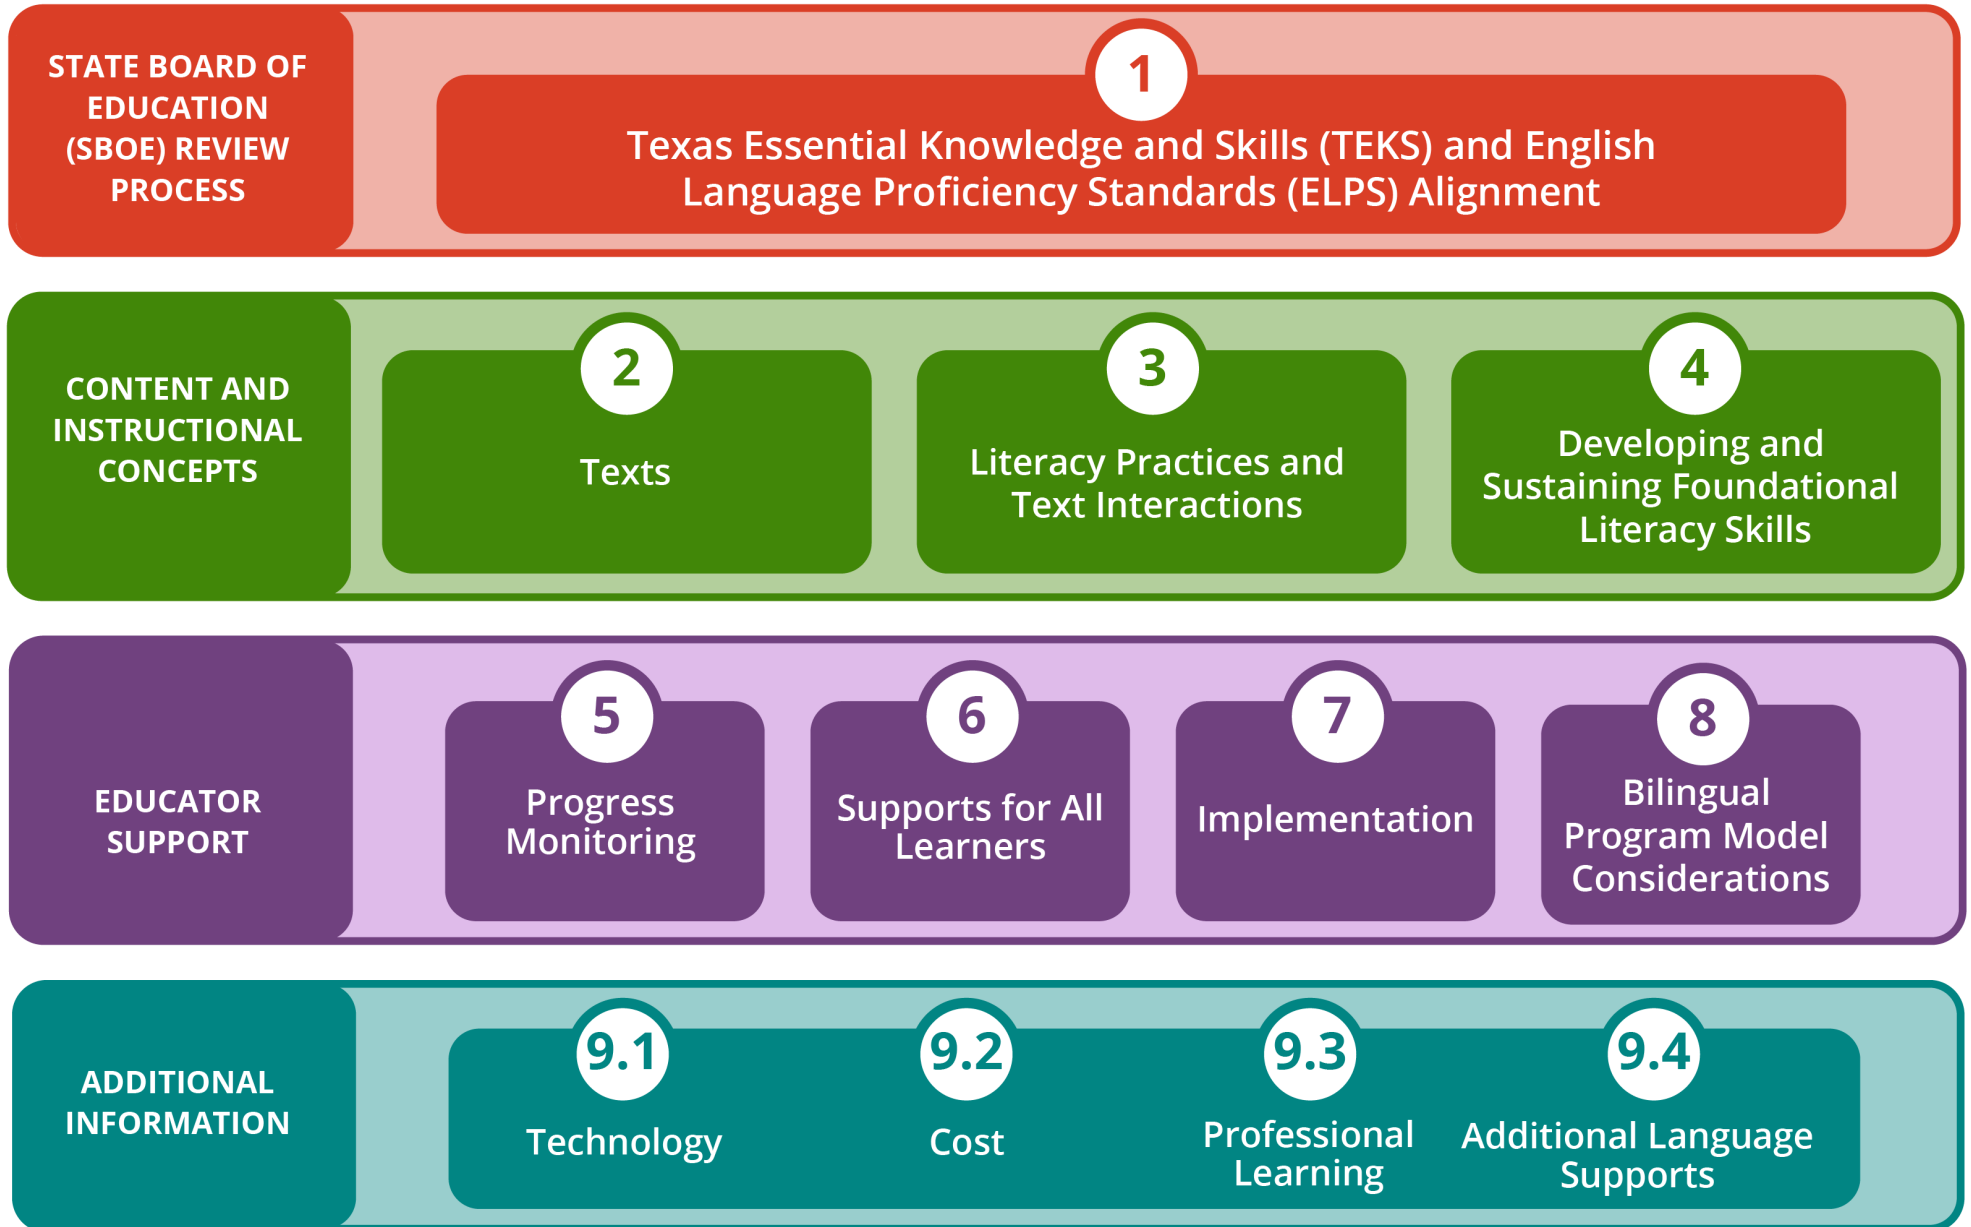 STATE BOARD OF
EDUCATION
(SBOE) REVIEW
PROCESS
1
Texas Essential Knowledge and Skills (TEKS) and English
Language Proficiency Standards (ELPS) Alignment
CONTENT AND
INSTRUCTIONAL
CONCEPTS
2
Texts
3
Literacy Practices and
Text Interactions
4
Developing and
Sustaining Foundational
Literacy Skills
EDUCATOR
SUPPORT
5
Progress
Monitoring
6
Supports for All
Learners
7
Implementation
8
Bilingual
Program Model
Considerations
ADDITIONAL
INFORMATION
9.1
Technology
9.2
Cost
9.3
Professional
Learning
9.4
Additional Language
Supports